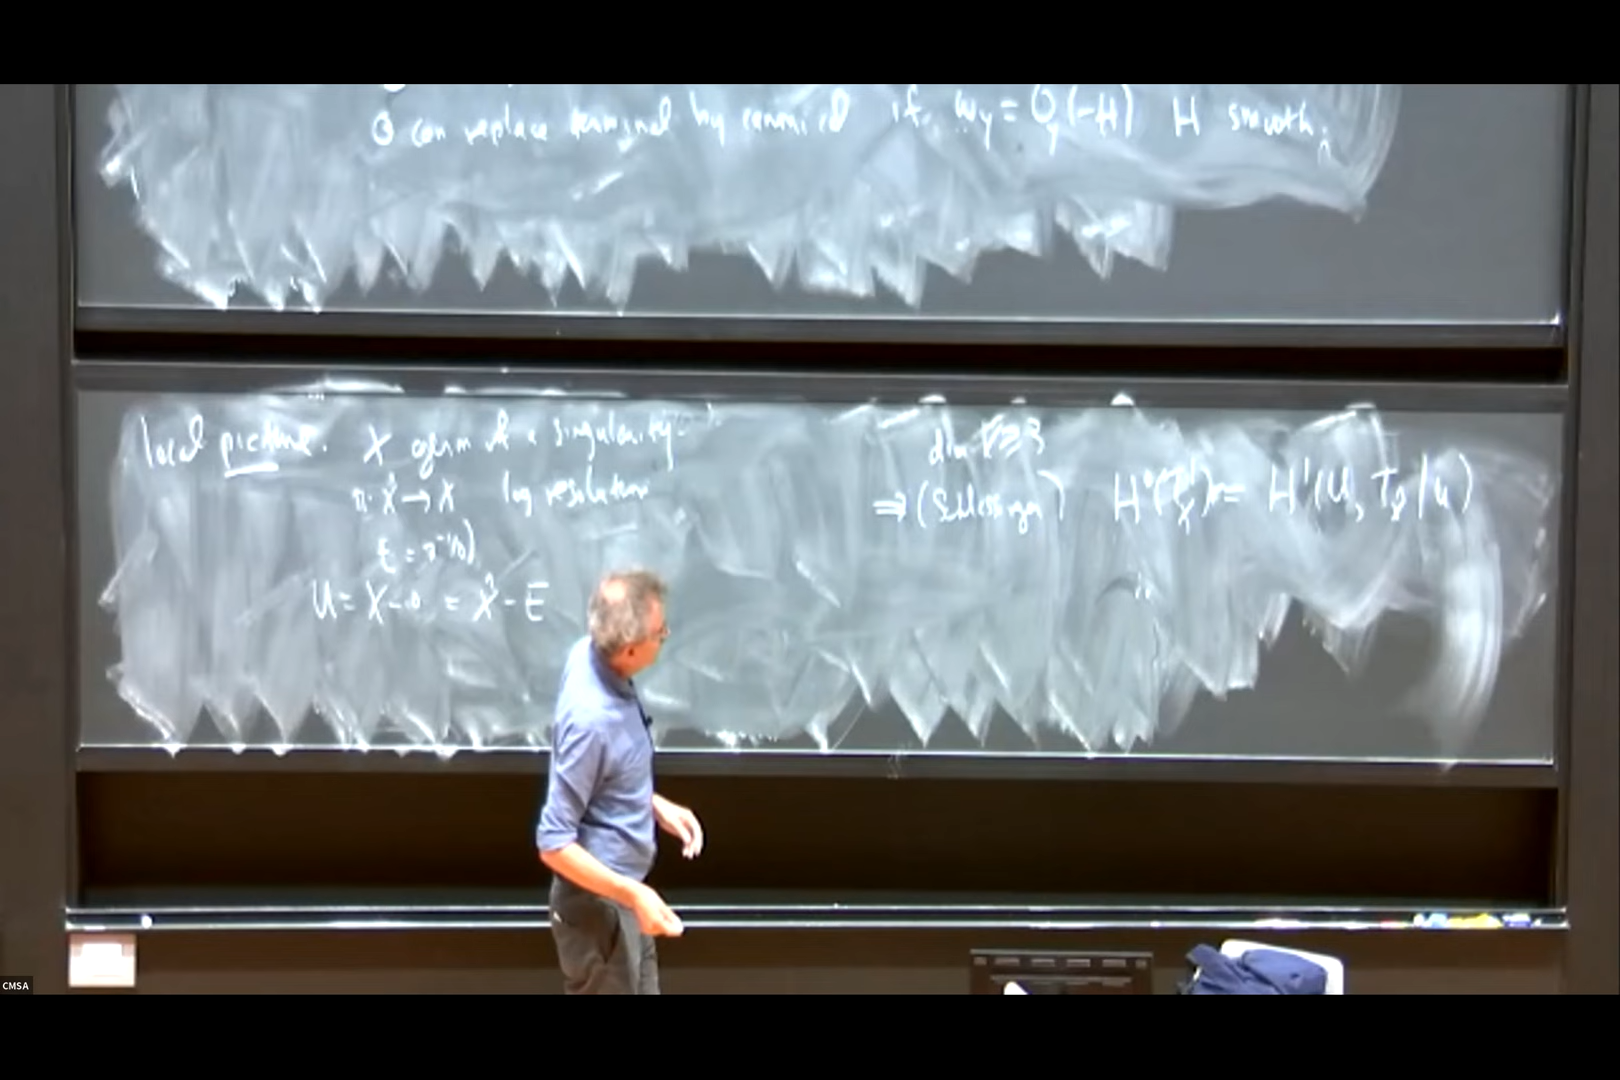 ③ can replace terminal by canonical if ω_Y = O_Y(-H) H smooth.
local picture. X germ of a singularity
π: X̂ → X log resolution
E = π⁻¹(0)
U = X - 0 = X̂ - E
dim ≥ 3
⇒ (Schlessinger) H⁰(T¹_X) = H¹(U, T_X̂|U)
CMSA